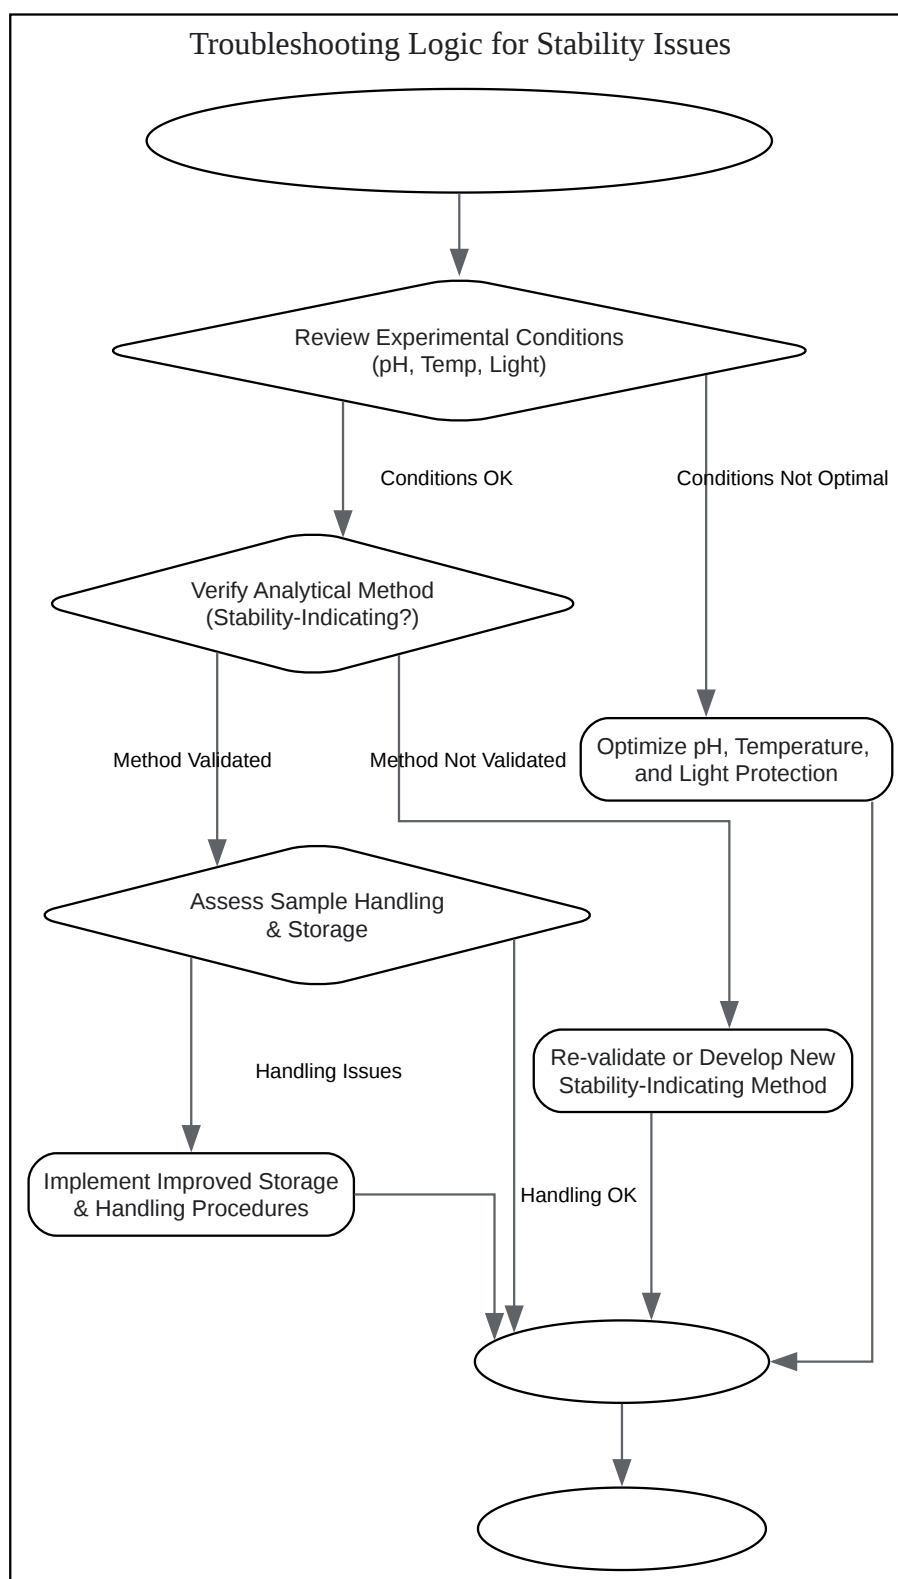 Troubleshooting Logic for Stability Issues
Review Experimental Conditions
(pH, Temp, Light)
Conditions OK
Conditions Not Optimal
Verify Analytical Method
(Stability-Indicating?)
Method Validated
Method Not Validated
Optimize pH, Temperature,
and Light Protection
Assess Sample Handling
& Storage
Handling Issues
Re-validate or Develop New
Stability-Indicating Method
Implement Improved Storage
& Handling Procedures
Handling OK